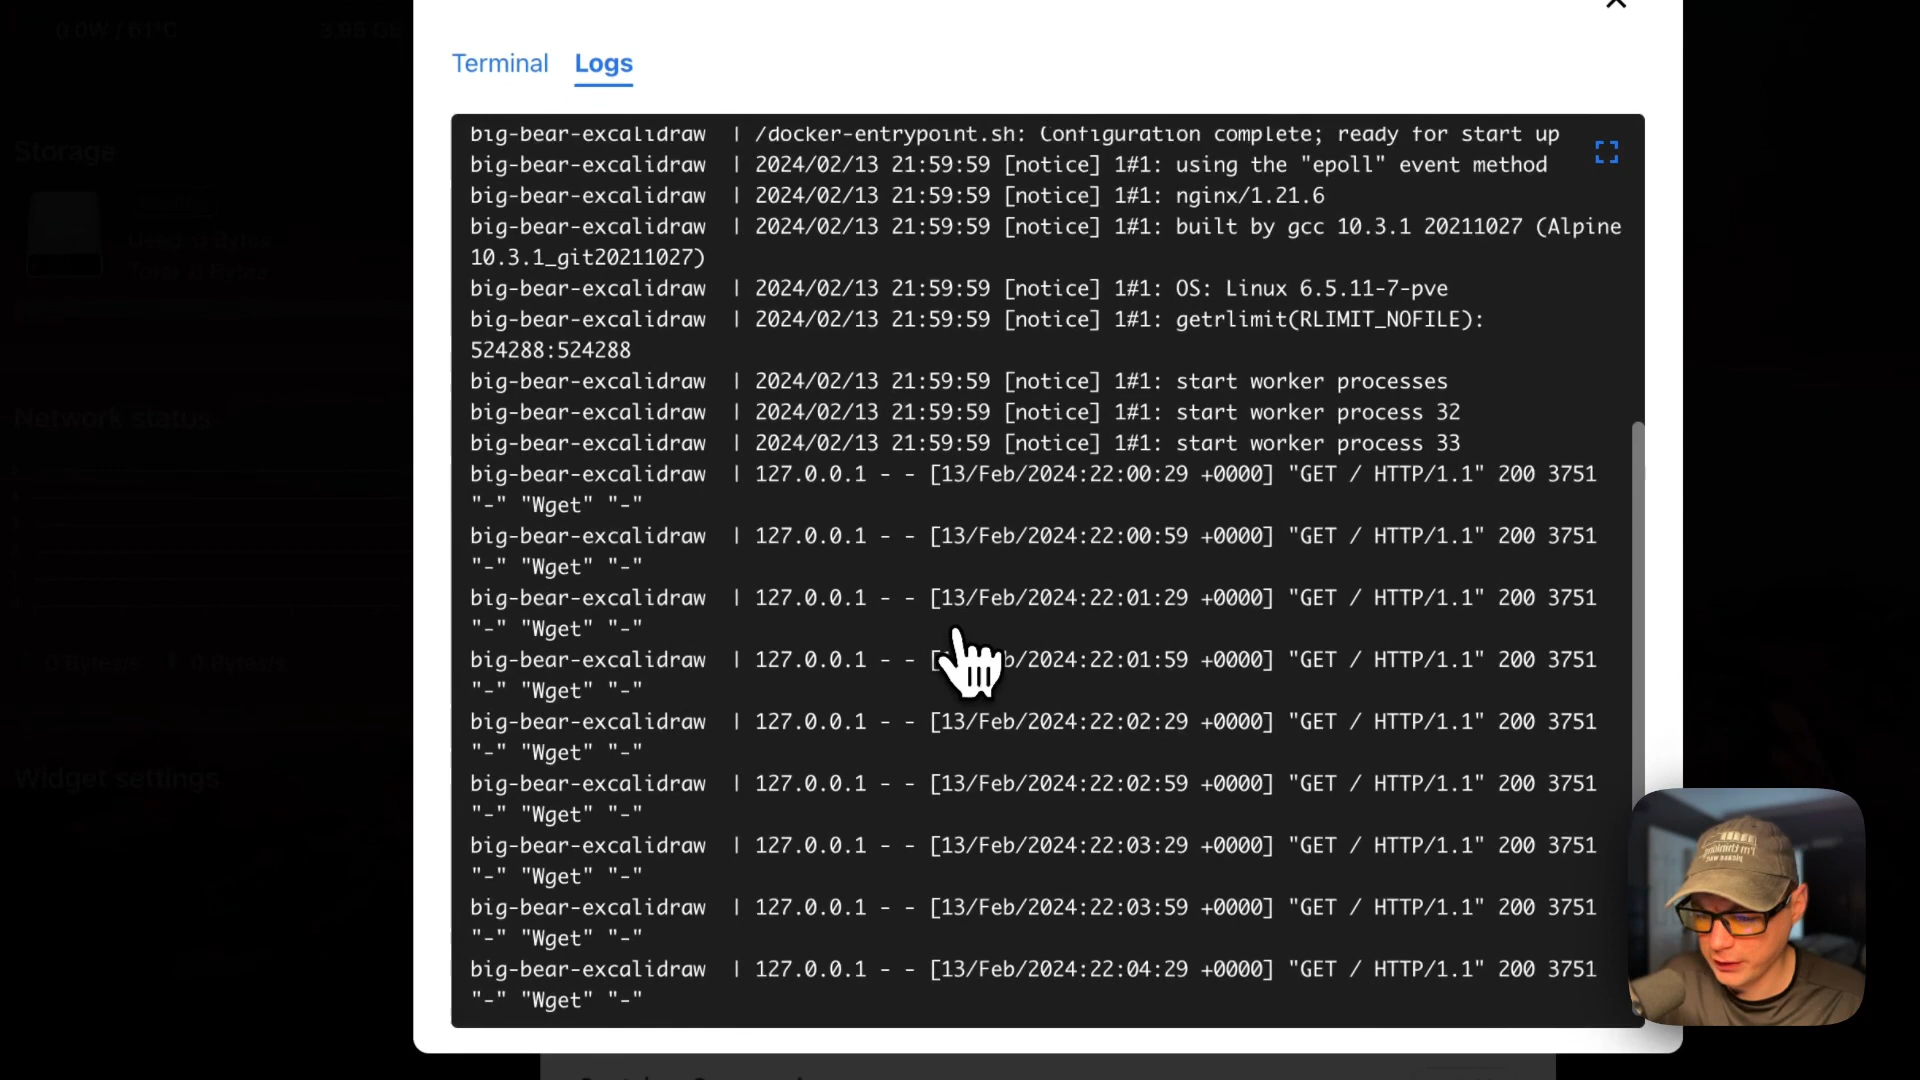 0.0W / 61°C
Storage
Network status
0 Bytes/s 0 Bytes/s
Widget settings
Terminal Logs
big-bear-excalidraw | /docker-entrypoint.sh: Configuration complete; ready for start up
big-bear-excalidraw | 2024/02/13 21:59:59 [notice] 1#1: using the "epoll" event method
big-bear-excalidraw | 2024/02/13 21:59:59 [notice] 1#1: nginx/1.21.6
big-bear-excalidraw | 2024/02/13 21:59:59 [notice] 1#1: built by gcc 10.3.1 20211027 (Alpine
10.3.1_git20211027)
big-bear-excalidraw | 2024/02/13 21:59:59 [notice] 1#1: OS: Linux 6.5.11-7-pve
big-bear-excalidraw | 2024/02/13 21:59:59 [notice] 1#1: getrlimit(RLIMIT_NOFILE):
524288:524288
big-bear-excalidraw | 2024/02/13 21:59:59 [notice] 1#1: start worker processes
big-bear-excalidraw | 2024/02/13 21:59:59 [notice] 1#1: start worker process 32
big-bear-excalidraw | 2024/02/13 21:59:59 [notice] 1#1: start worker process 33
big-bear-excalidraw | 127.0.0.1 - - [13/Feb/2024:22:00:29 +0000] "GET / HTTP/1.1" 200 3751
"-" "Wget" "-"
big-bear-excalidraw | 127.0.0.1 - - [13/Feb/2024:22:00:59 +0000] "GET / HTTP/1.1" 200 3751
"-" "Wget" "-"
big-bear-excalidraw | 127.0.0.1 - - [13/Feb/2024:22:01:29 +0000] "GET / HTTP/1.1" 200 3751
"-" "Wget" "-"
big-bear-excalidraw | 127.0.0.1 - - [ b/2024:22:01:59 +0000] "GET / HTTP/1.1" 200 3751
"-" "Wget" "-"
big-bear-excalidraw | 127.0.0.1 - - [13/Feb/2024:22:02:29 +0000] "GET / HTTP/1.1" 200 3751
"-" "Wget" "-"
big-bear-excalidraw | 127.0.0.1 - - [13/Feb/2024:22:02:59 +0000] "GET / HTTP/1.1" 200 3751
"-" "Wget" "-"
big-bear-excalidraw | 127.0.0.1 - - [13/Feb/2024:22:03:29 +0000] "GET / HTTP/1.1" 200 3751
"-" "Wget" "-"
big-bear-excalidraw | 127.0.0.1 - - [13/Feb/2024:22:03:59 +0000] "GET / HTTP/1.1" 200 3751
"-" "Wget" "-"
big-bear-excalidraw | 127.0.0.1 - - [13/Feb/2024:22:04:29 +0000] "GET / HTTP/1.1" 200 3751
"-" "Wget" "-"